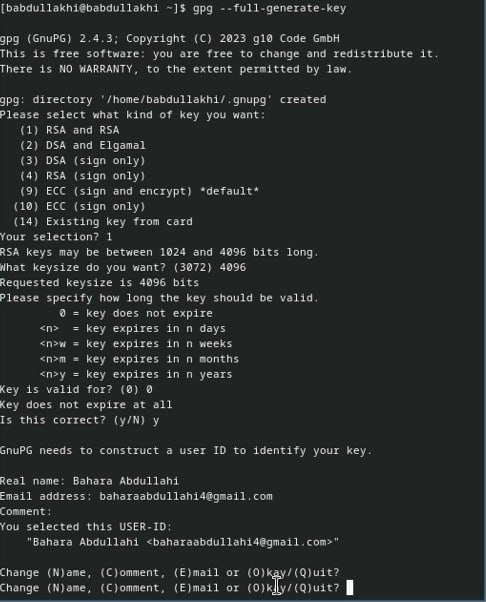 [babdullakhi@babdullakhi ~]$ gpg --full-generate-key
gpg (GnuPG) 2.4.3; Copyright (C) 2023 g10 Code GmbH
This is free software: you are free to change and redistribute it.
There is NO WARRANTY, to the extent permitted by law.
gpg: directory '/home/babdullakhi/.gnupg' created
Please select what kind of key you want:
(1) RSA and RSA
(2) DSA and Elgamal
(3) DSA (sign only)
(4) RSA (sign only)
(9) ECC (sign and encrypt) *default*
(10) ECC (sign only)
(14) Existing key from card
Your selection? 1
RSA keys may be between 1024 and 4096 bits long.
What keysize do you want? (3072) 4096
Requested keysize is 4096 bits
Please specify how long the key should be valid.
0 = key does not expire
<n>  = key expires in n days
<n>w = key expires in n weeks
<n>m = key expires in n months
<n>y = key expires in n years
Key is valid for? (0) 0
Key does not expire at all
Is this correct? (y/N) y
GnuPG needs to construct a user ID to identify your key.
Real name: Bahara Abdullahi
Email address: baharaabdullahi4@gmail.com
Comment:
You selected this USER-ID:
"Bahara Abdullahi <baharaabdullahi4@gmail.com>"
Change (N)ame, (C)omment, (E)mail or (O)kay/(Q)uit?
Change (N)ame, (C)omment, (E)mail or (O)kay/(Q)uit?